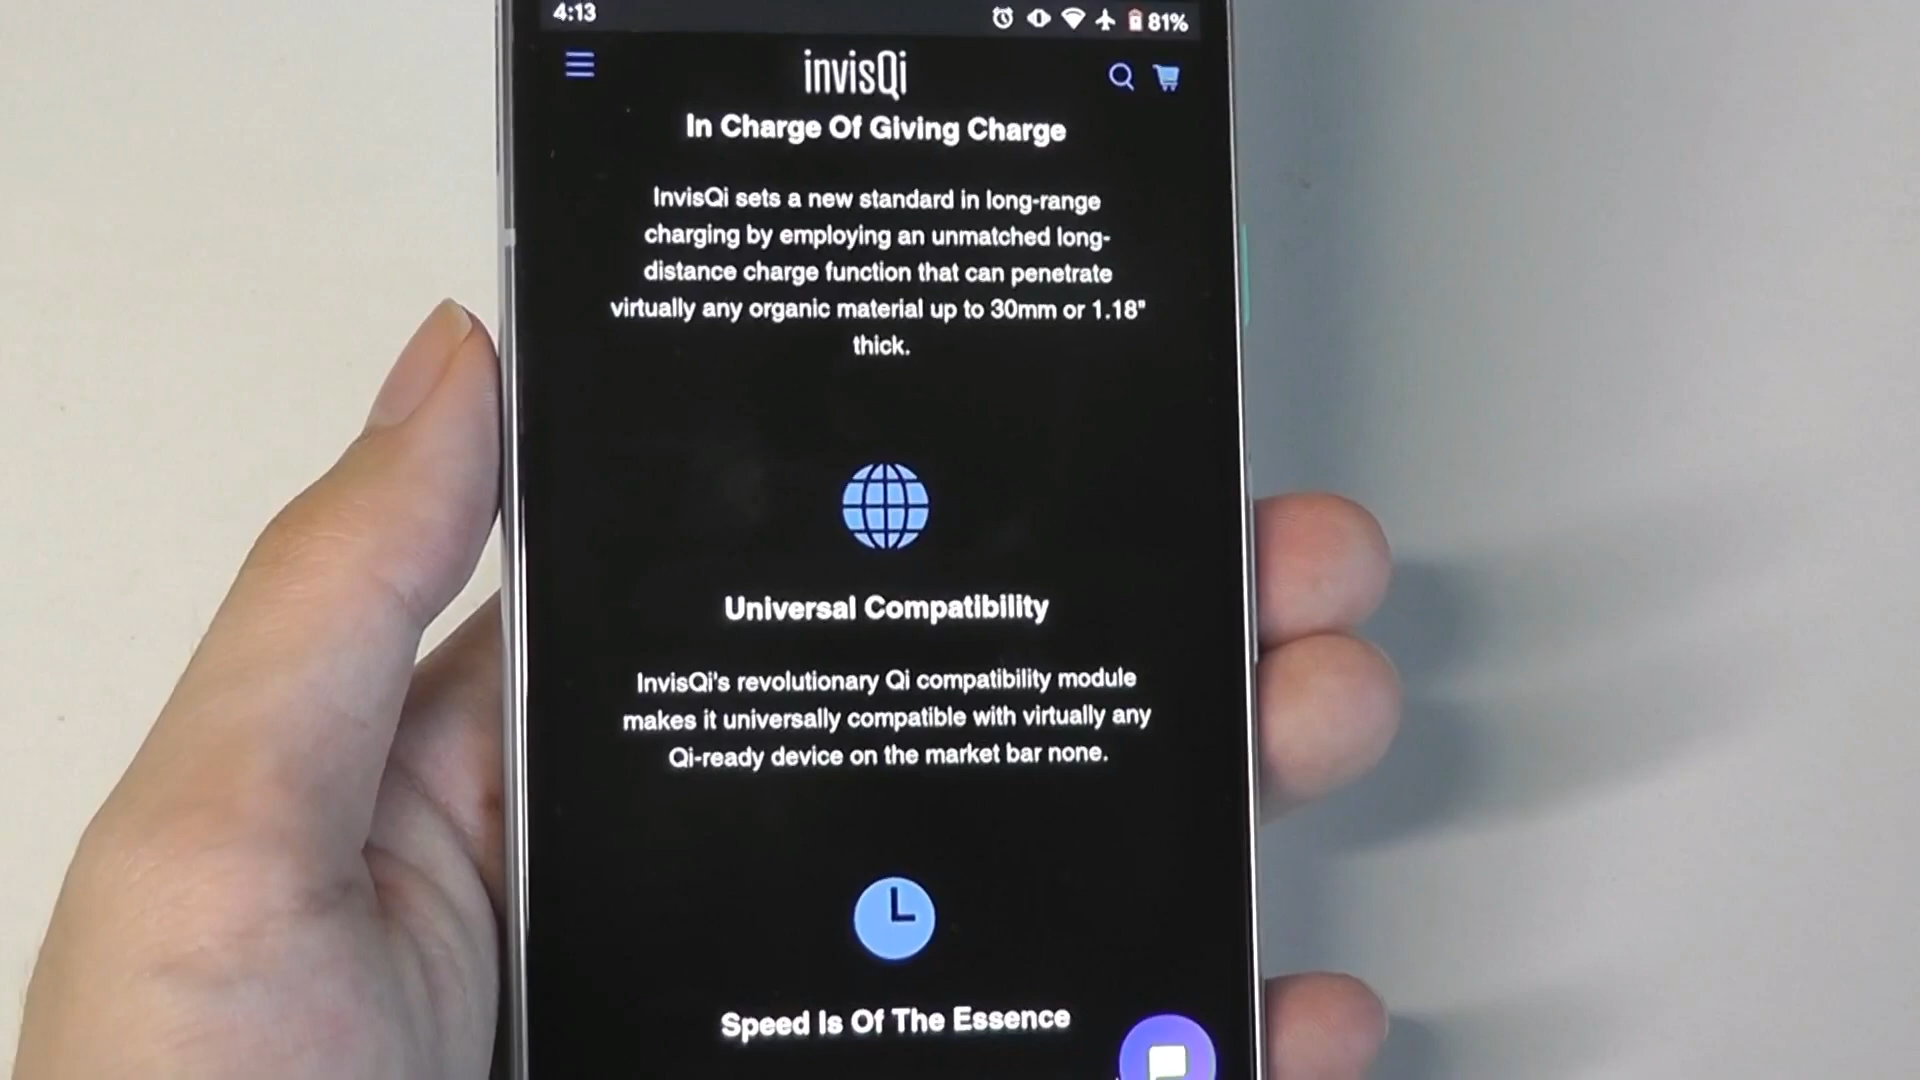 4:13
81%
invisQi
In Charge Of Giving Charge
InvisQi sets a new standard in long-range
charging by employing an unmatched long-
distance charge function that can penetrate
virtually any organic material up to 30mm or 1.18"
thick.
Universal Compatibility
InvisQi's revolutionary Qi compatibility module
makes it universally compatible with virtually any
Qi-ready device on the market bar none.
Speed Is Of The Essence